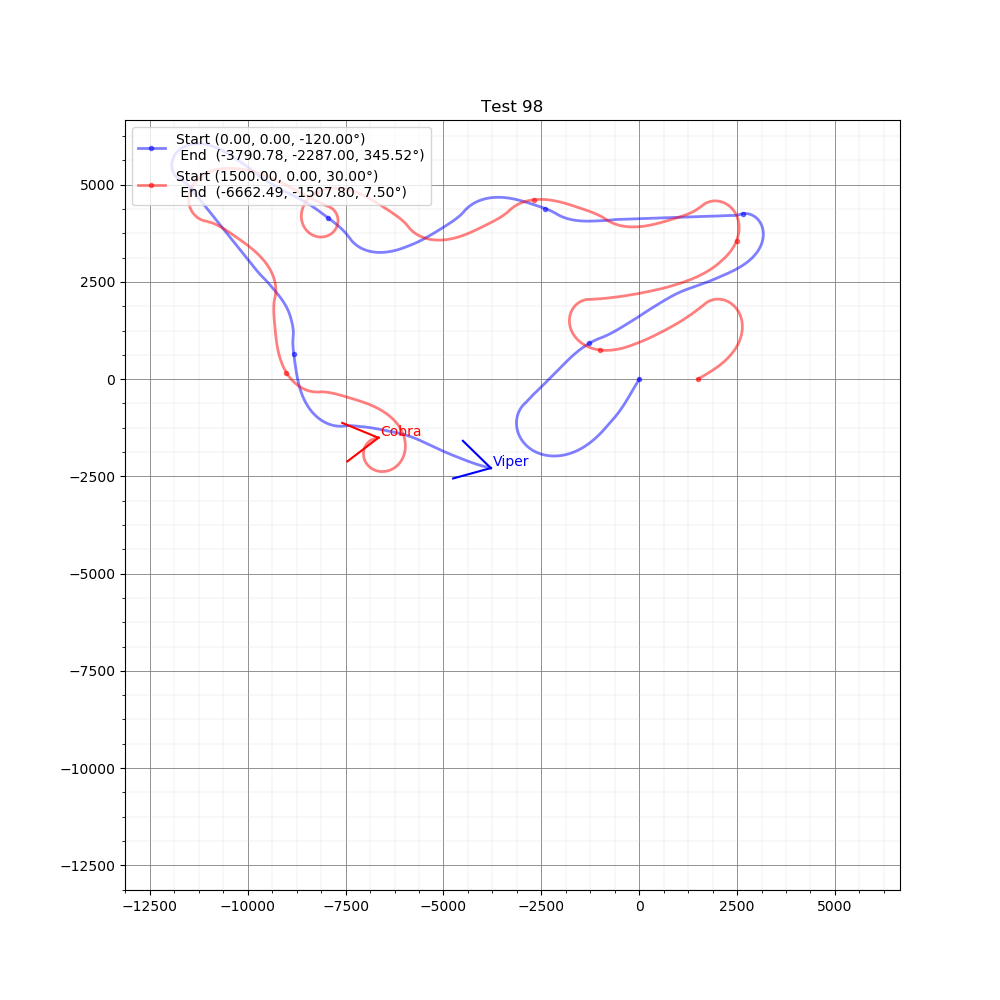 Test 98
Start (0.00, 0.00, -120.00°)
End  (-3790.78, -2287.00, 345.52°)
Start (1500.00, 0.00, 30.00°)
End  (-6662.49, -1507.80, 7.50°)
5000
2500
0
−2500
−5000
−7500
−10000
−12500
Cobra
Viper
−12500 −10000 −7500 −5000 −2500 0 2500 5000